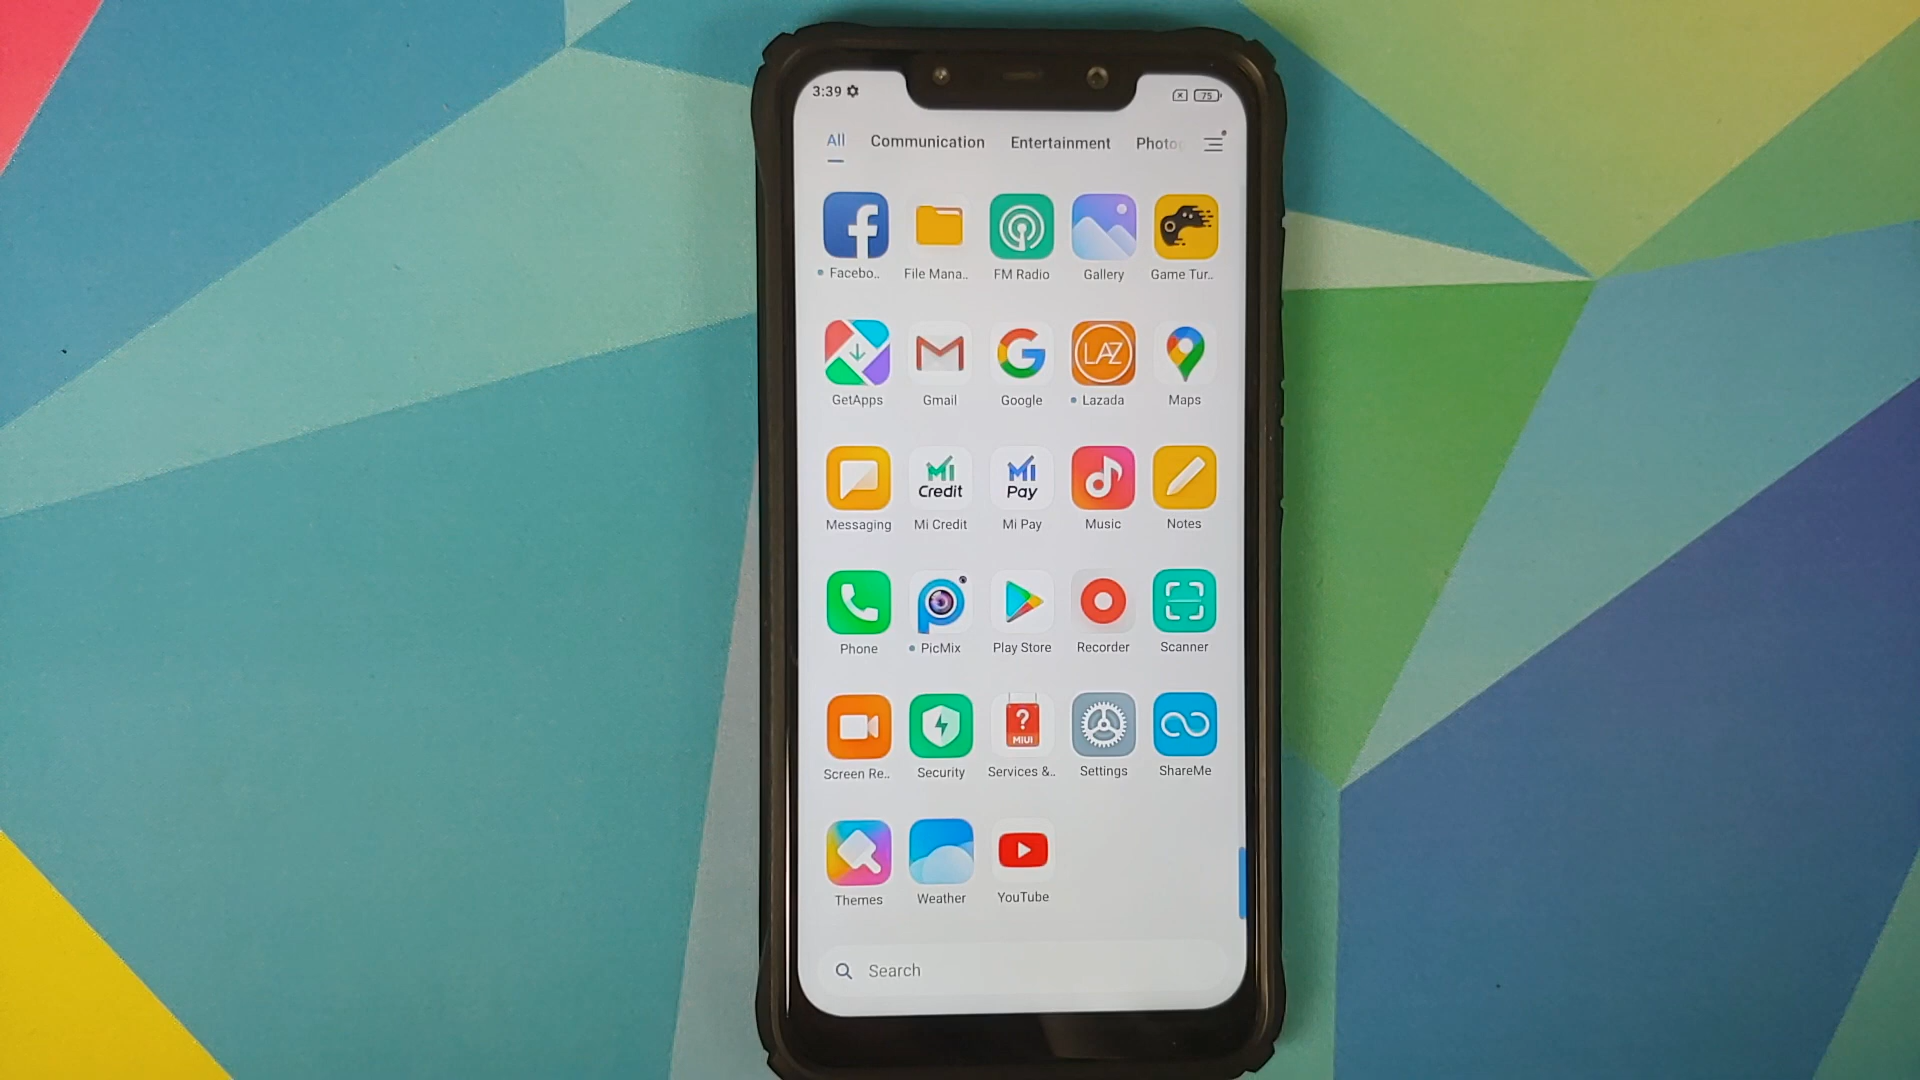 3:39
75
All Communication Entertainment Photo
Facebo.. File Mana.. FM Radio Gallery Game Tur..
LAZ
GetApps Gmail Google Lazada Maps
Mi Credit Mi Pay
Messaging Mi Credit Mi Pay Music Notes
Phone PicMix Play Store Recorder Scanner
? MIUI
Screen Re.. Security Services &.. Settings ShareMe
Themes Weather YouTube
Search